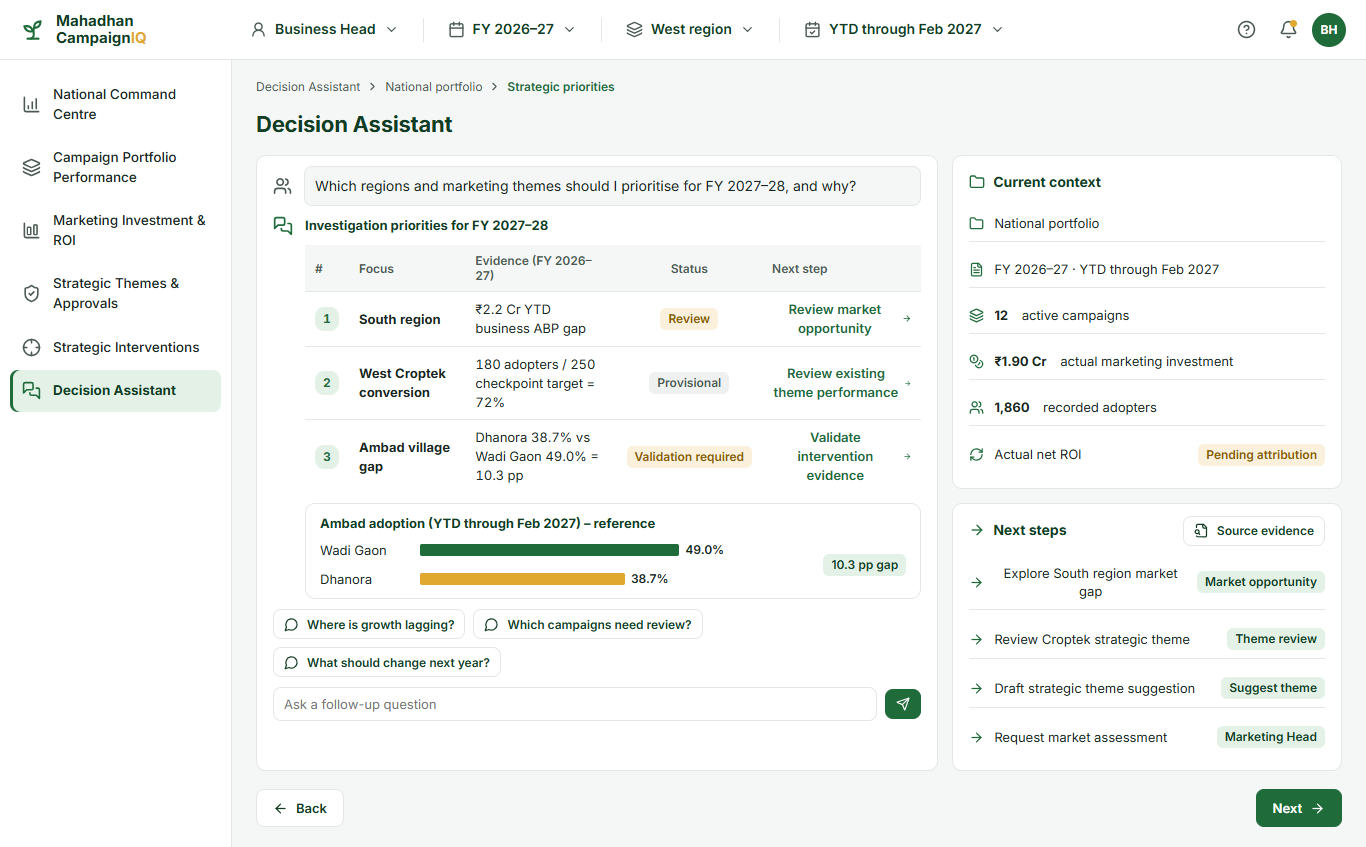 Mahadhan
CampaignIQ
Business Head
FY 2026–27
West region
YTD through Feb 2027
BH
National Command
Centre
Campaign Portfolio
Performance
Marketing Investment &
ROI
Strategic Themes &
Approvals
Strategic Interventions
Decision Assistant
Decision Assistant > National portfolio > Strategic priorities
Decision Assistant
Which regions and marketing themes should I prioritise for FY 2027–28, and why?
Investigation priorities for FY 2027–28
# Focus Evidence (FY 2026–
27) Status Next step
1 South region ₹2.2 Cr YTD
business ABP gap Review Review market
opportunity →
2 West Croptek
conversion 180 adopters / 250
checkpoint target =
72% Provisional Review existing
theme performance →
3 Ambad village
gap Dhanora 38.7% vs
Wadi Gaon 49.0% =
10.3 pp Validation required Validate
intervention
evidence →
Ambad adoption (YTD through Feb 2027) – reference
Wadi Gaon 49.0%
Dhanora 38.7%
10.3 pp gap
Where is growth lagging?
Which campaigns need review?
What should change next year?
Ask a follow-up question
Current context
National portfolio
FY 2026–27 · YTD through Feb 2027
12 active campaigns
₹1.90 Cr actual marketing investment
1,860 recorded adopters
Actual net ROI Pending attribution
→ Next steps
Source evidence
→ Explore South region market
gap Market opportunity
→ Review Croptek strategic theme Theme review
→ Draft strategic theme suggestion Suggest theme
→ Request market assessment Marketing Head
← Back
Next →